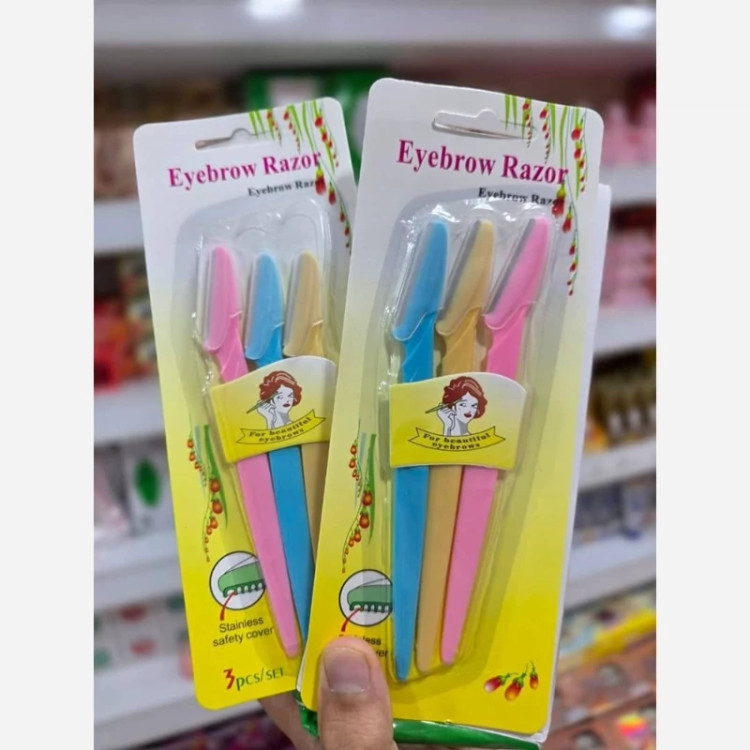 Eyebrow Razor
Eyebrow Razor
For beautiful
eyebrows
Stainless
safety cover
3pcs/SET
Eyebrow Razor
Eyebrow Razor
For beautiful
eyebrows